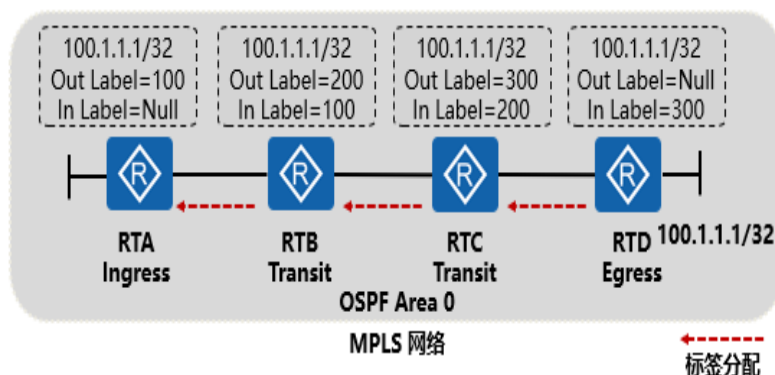 100.1.1.1/32
Out Label=100
In Label=Null
100.1.1.1/32
Out Label=200
In Label=100
100.1.1.1/32
Out Label=300
In Label=200
100.1.1.1/32
Out Label=Null
In Label=300
R
R
R
R
RTA
Ingress
RTB
Transit
RTC
Transit
RTD
Egress
100.1.1.1/32
OSPF Area 0
MPLS 网络
标签分配